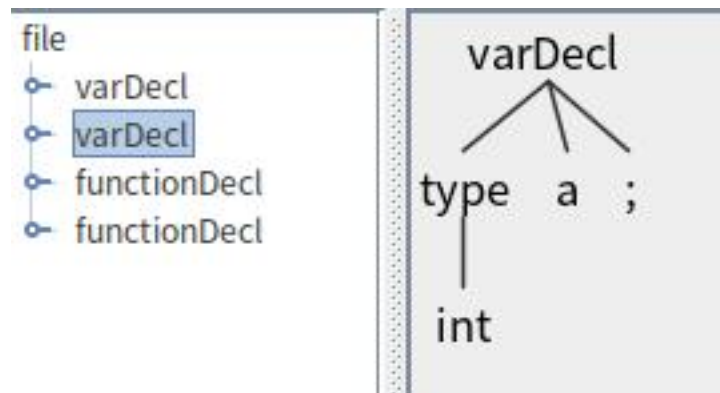 file
varDecl
varDecl
functionDecl
functionDecl
varDecl
type a ;
int